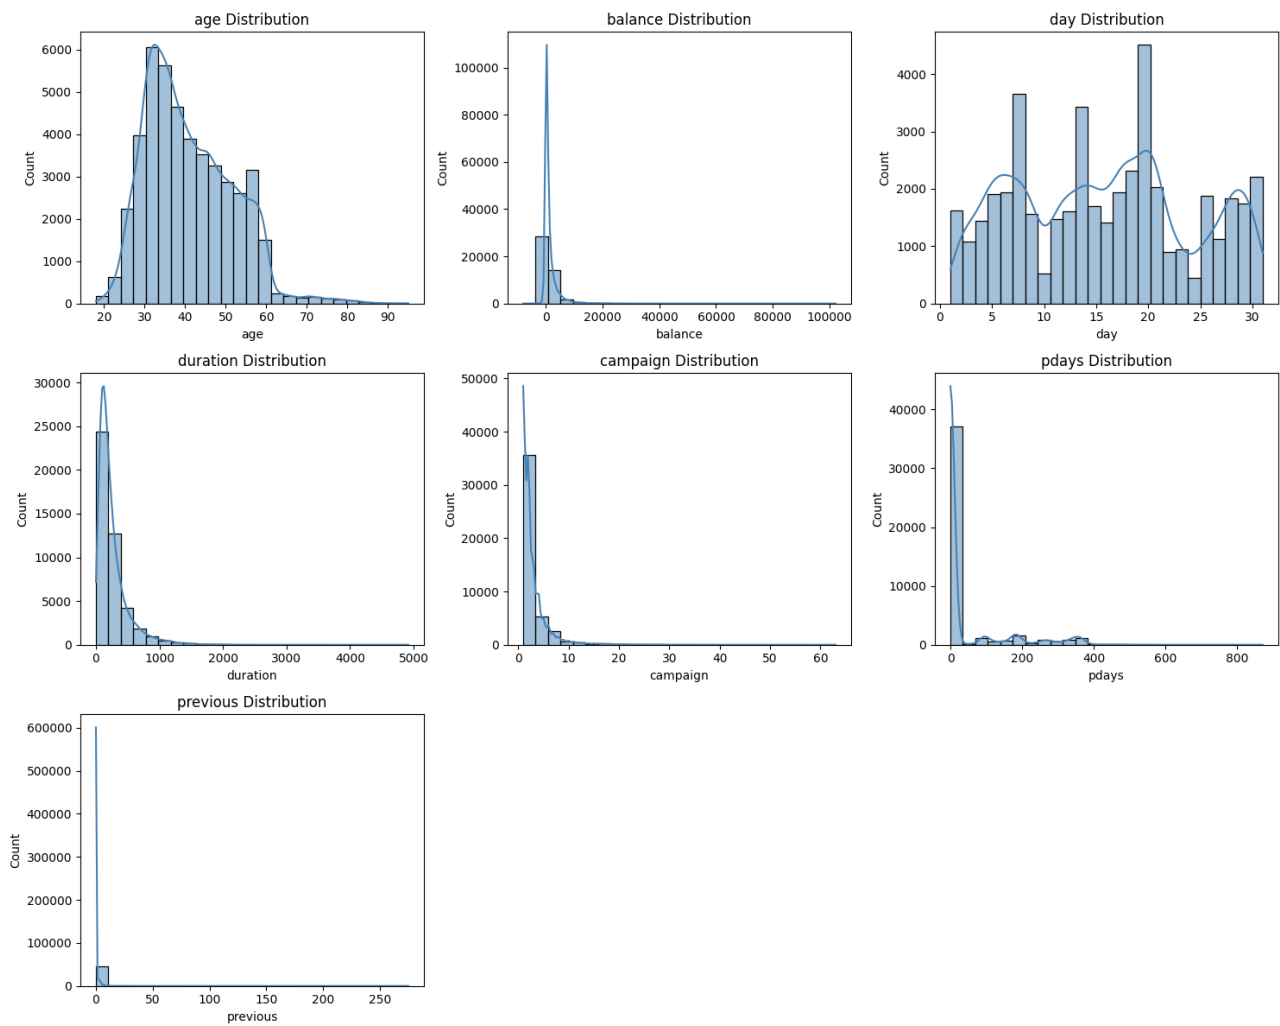 age Distribution
6000
5000
4000
3000
2000
1000
0
Count
20 30 40 50 60 70 80 90
age
balance Distribution
100000
80000
60000
40000
20000
0
Count
0 20000 40000 60000 80000 100000
balance
day Distribution
4000
3000
2000
1000
0
Count
0 5 10 15 20 25 30
day
duration Distribution
30000
25000
20000
15000
10000
5000
0
Count
0 1000 2000 3000 4000 5000
duration
campaign Distribution
50000
40000
30000
20000
10000
0
Count
0 10 20 30 40 50 60
campaign
pdays Distribution
40000
30000
20000
10000
0
Count
0 200 400 600 800
pdays
previous Distribution
600000
500000
400000
300000
200000
100000
0
Count
0 50 100 150 200 250
previous